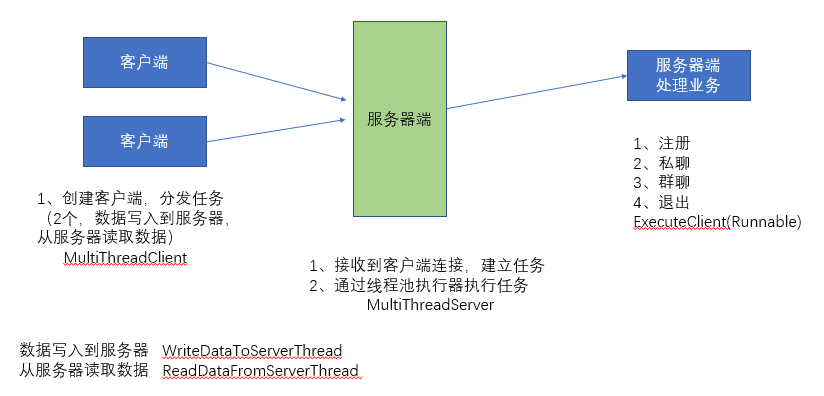 客户端
客户端
服务器端
服务器端
处理业务
1、创建客户端，分发任务
（2个，数据写入到服务器，
从服务器读取数据）
MultiThreadClient
1、接收到客户端连接，建立任务
2、通过线程池执行器执行任务
MultiThreadServer
1、注册
2、私聊
3、群聊
4、退出
ExecuteClient(Runnable)
数据写入到服务器 WriteDataToServerThread
从服务器读取数据 ReadDataFromServerThread